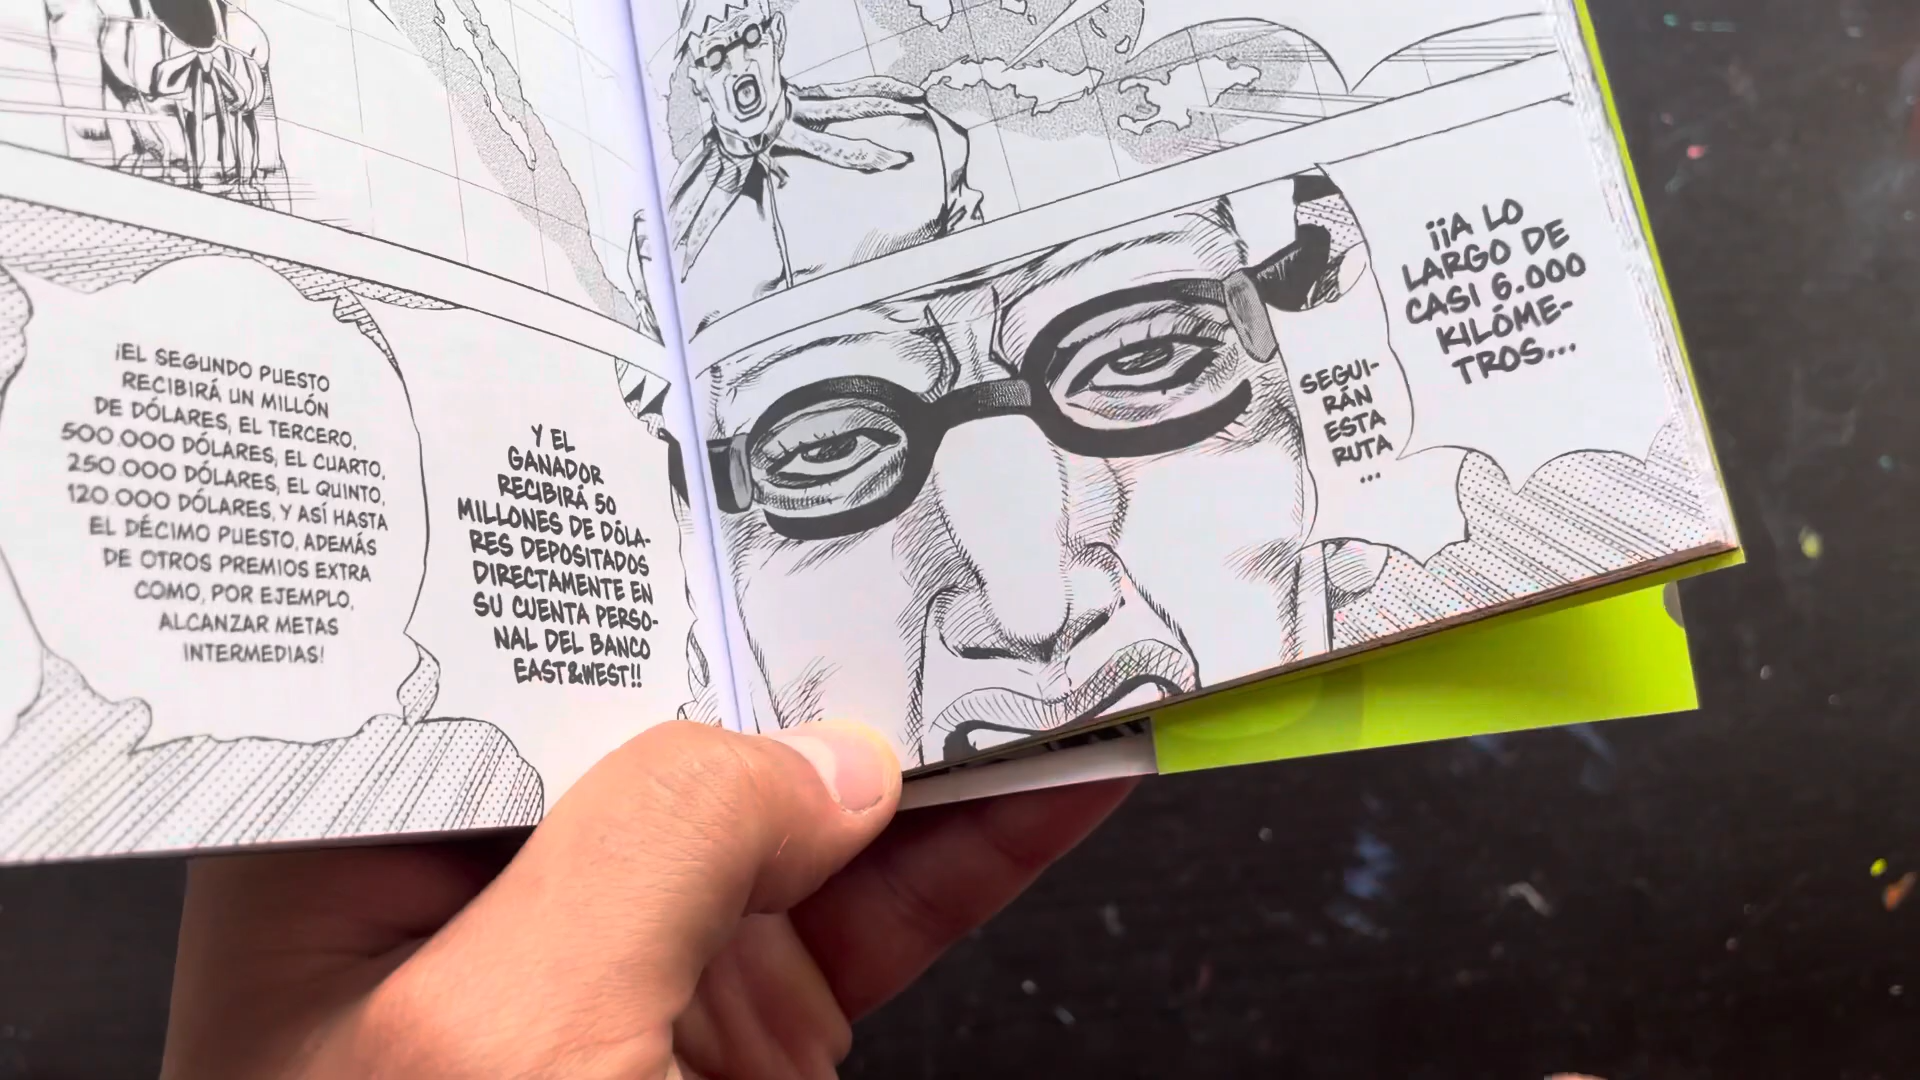 ¡¡A LO
LARGO DE
CASI 6.000
KILÓME-
TROS...
SEGUI-
RÁN
ESTA
RUTA
...
Y EL
GANADOR
RECIBIRÁ 50
MILLONES DE DÓLA-
RES DEPOSITADOS
DIRECTAMENTE EN
SU CUENTA PERSO-
NAL DEL BANCO
EAST&WEST!!
¡EL SEGUNDO PUESTO
RECIBIRÁ UN MILLÓN
DE DÓLARES, EL TERCERO,
500.000 DÓLARES, EL CUARTO,
250.000 DÓLARES, EL QUINTO,
120.000 DÓLARES, Y ASÍ HASTA
EL DÉCIMO PUESTO, ADEMÁS
DE OTROS PREMIOS EXTRA
COMO, POR EJEMPLO,
ALCANZAR METAS
INTERMEDIAS!